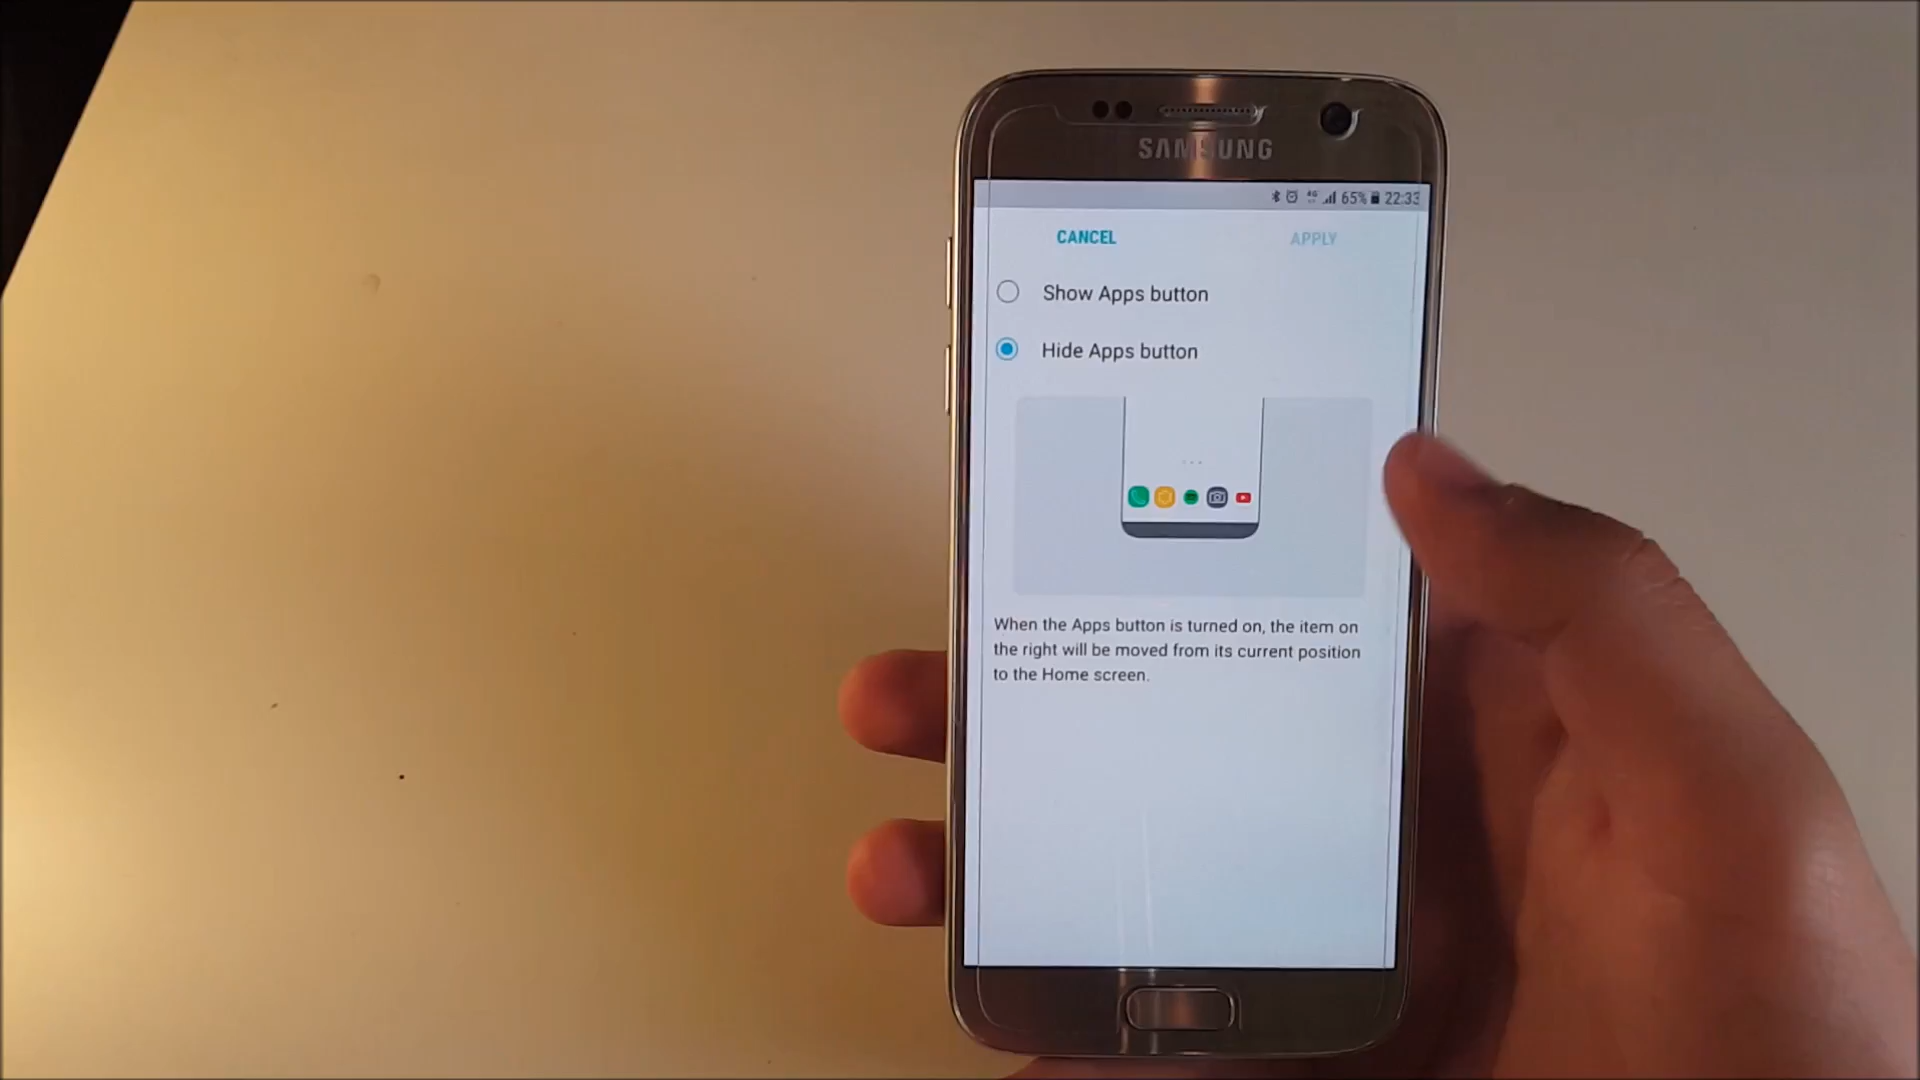 SAMSUNG
4G 65% 22:33
CANCEL APPLY
Show Apps button
Hide Apps button
When the Apps button is turned on, the item on
the right will be moved from its current position
to the Home screen.